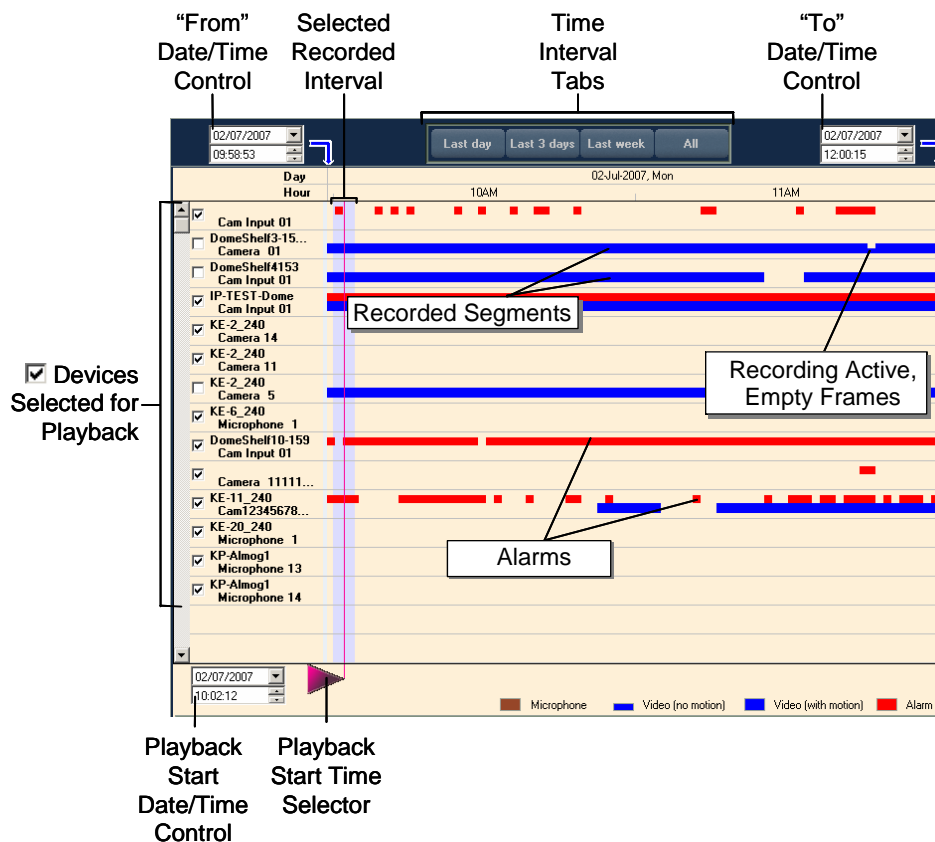 “From”
Date/Time
Control
Selected
Recorded
Interval
Time
Interval
Tabs
“To”
Date/Time
Control
02/07/2007
09:58:53
Last day
Last 3 days
Last week
All
02/07/2007
12:00:15
Day
02-Jul-2007, Mon
Hour
10AM
11AM
Cam Input 01
DomeShelf3-15...
Camera 01
DomeShelf4153
Cam Input 01
IP-TEST-Dome
Cam Input 01
KE-2_240
Camera 14
KE-2_240
Camera 11
KE-2_240
Camera 5
KE-6_240
Microphone 1
DomeShelf10-159
Cam Input 01
Camera 11111...
KE-11_240
Cam12345678...
KE-20_240
Microphone 1
KP-Almog1
Microphone 13
KP-Almog1
Microphone 14
Devices
Selected for
Playback
Recorded Segments
Recording Active,
Empty Frames
Alarms
02/07/2007
10:02:12
Microphone
Video (no motion)
Video (with motion)
Alarm
Playback
Start
Date/Time
Control
Playback
Start Time
Selector